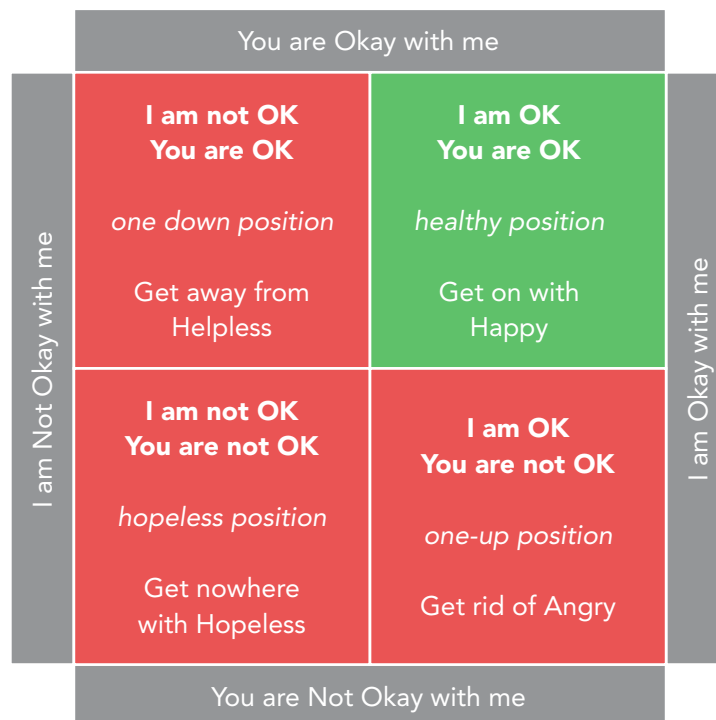 You are Okay with me
I am Not Okay with me
I am not OK
You are OK
one down position
Get away from
Helpless
I am OK
You are OK
healthy position
Get on with
Happy
I am not OK
You are not OK
hopeless position
Get nowhere
with Hopeless
I am OK
You are not OK
one-up position
Get rid of Angry
I am Okay with me
You are Not Okay with me